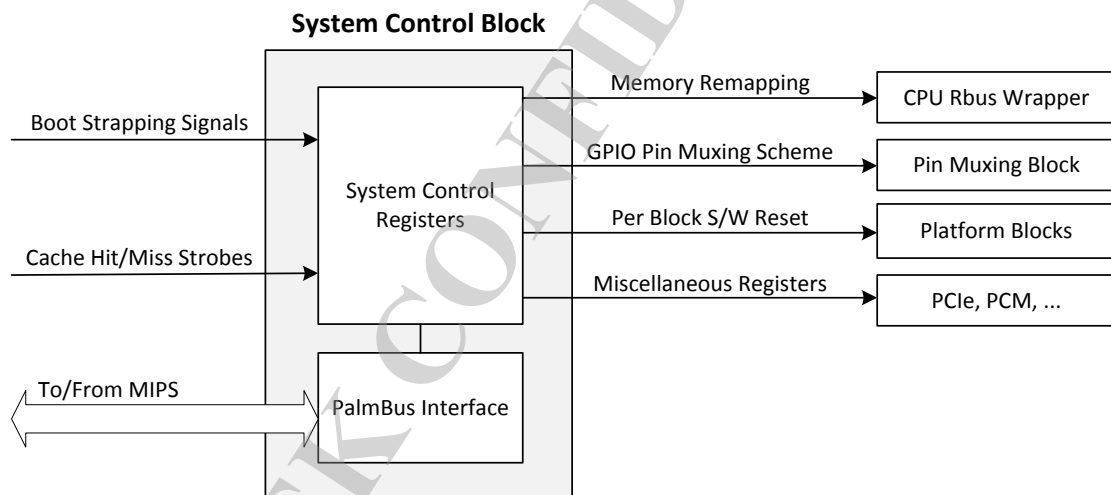 System Control Block
Boot Strapping Signals
Cache Hit/Miss Strobes
To/From MIPS
System Control
Registers
PalmBus Interface
Memory Remapping
GPIO Pin Muxing Scheme
Per Block S/W Reset
Miscellaneous Registers
CPU Rbus Wrapper
Pin Muxing Block
Platform Blocks
PCIe, PCM, ...